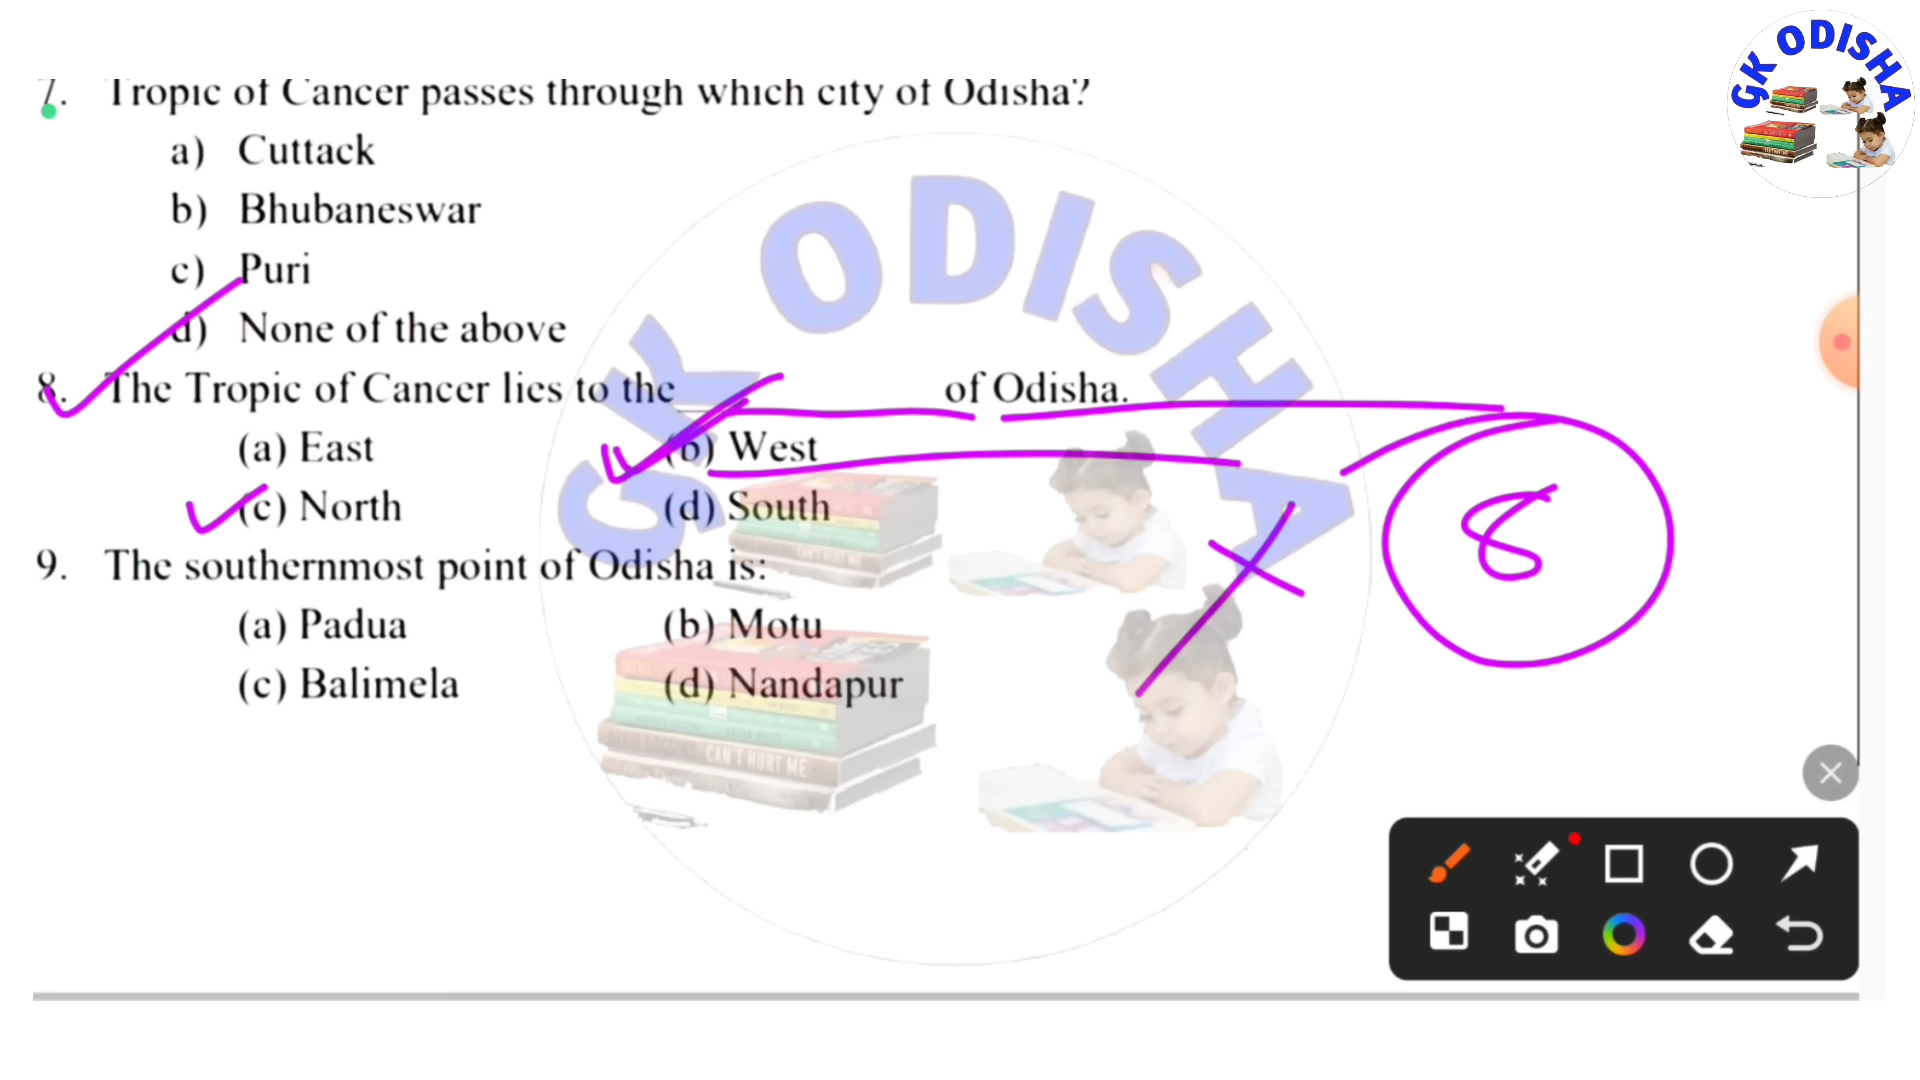 GK ODISHA
7. Tropic of Cancer passes through which city of Odisha?
a) Cuttack
b) Bhubaneswar
c) Puri
d) None of the above
8. The Tropic of Cancer lies to the ________ of Odisha.
(a) East (b) West
(c) North (d) South
8
9. The southernmost point of Odisha is:
(a) Padua (b) Motu
(c) Balimela (d) Nandapur
GK ODISHA
CAN'T HURT ME